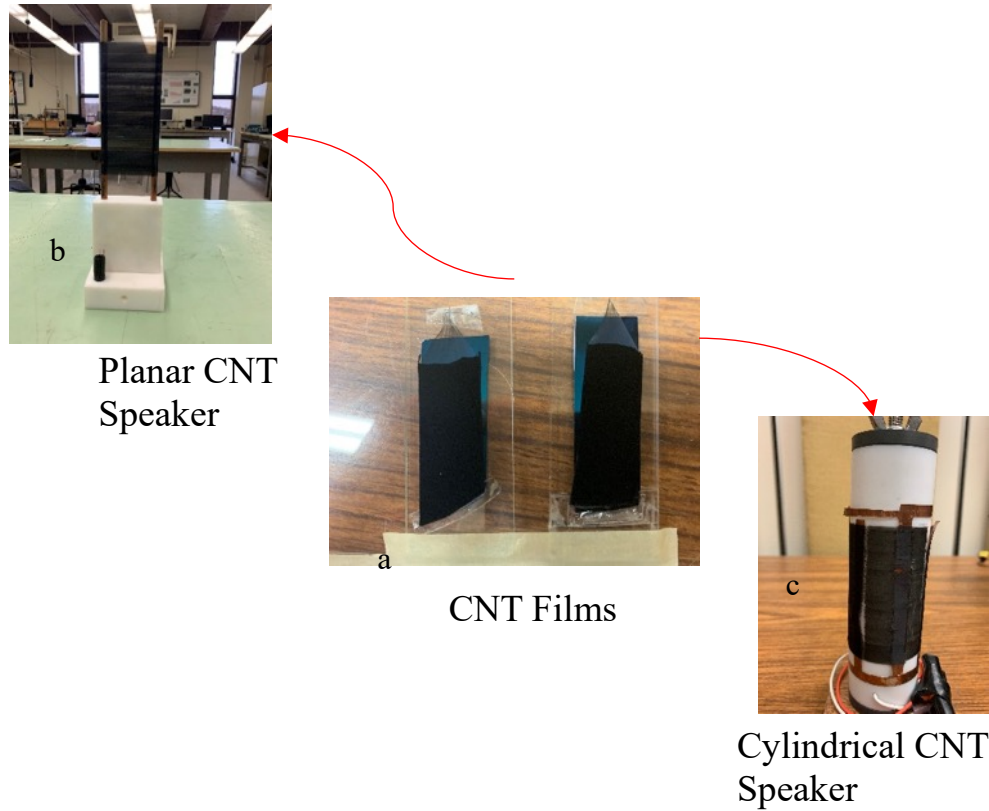 b
Planar CNT
Speaker
a
CNT Films
c
Cylindrical CNT
Speaker